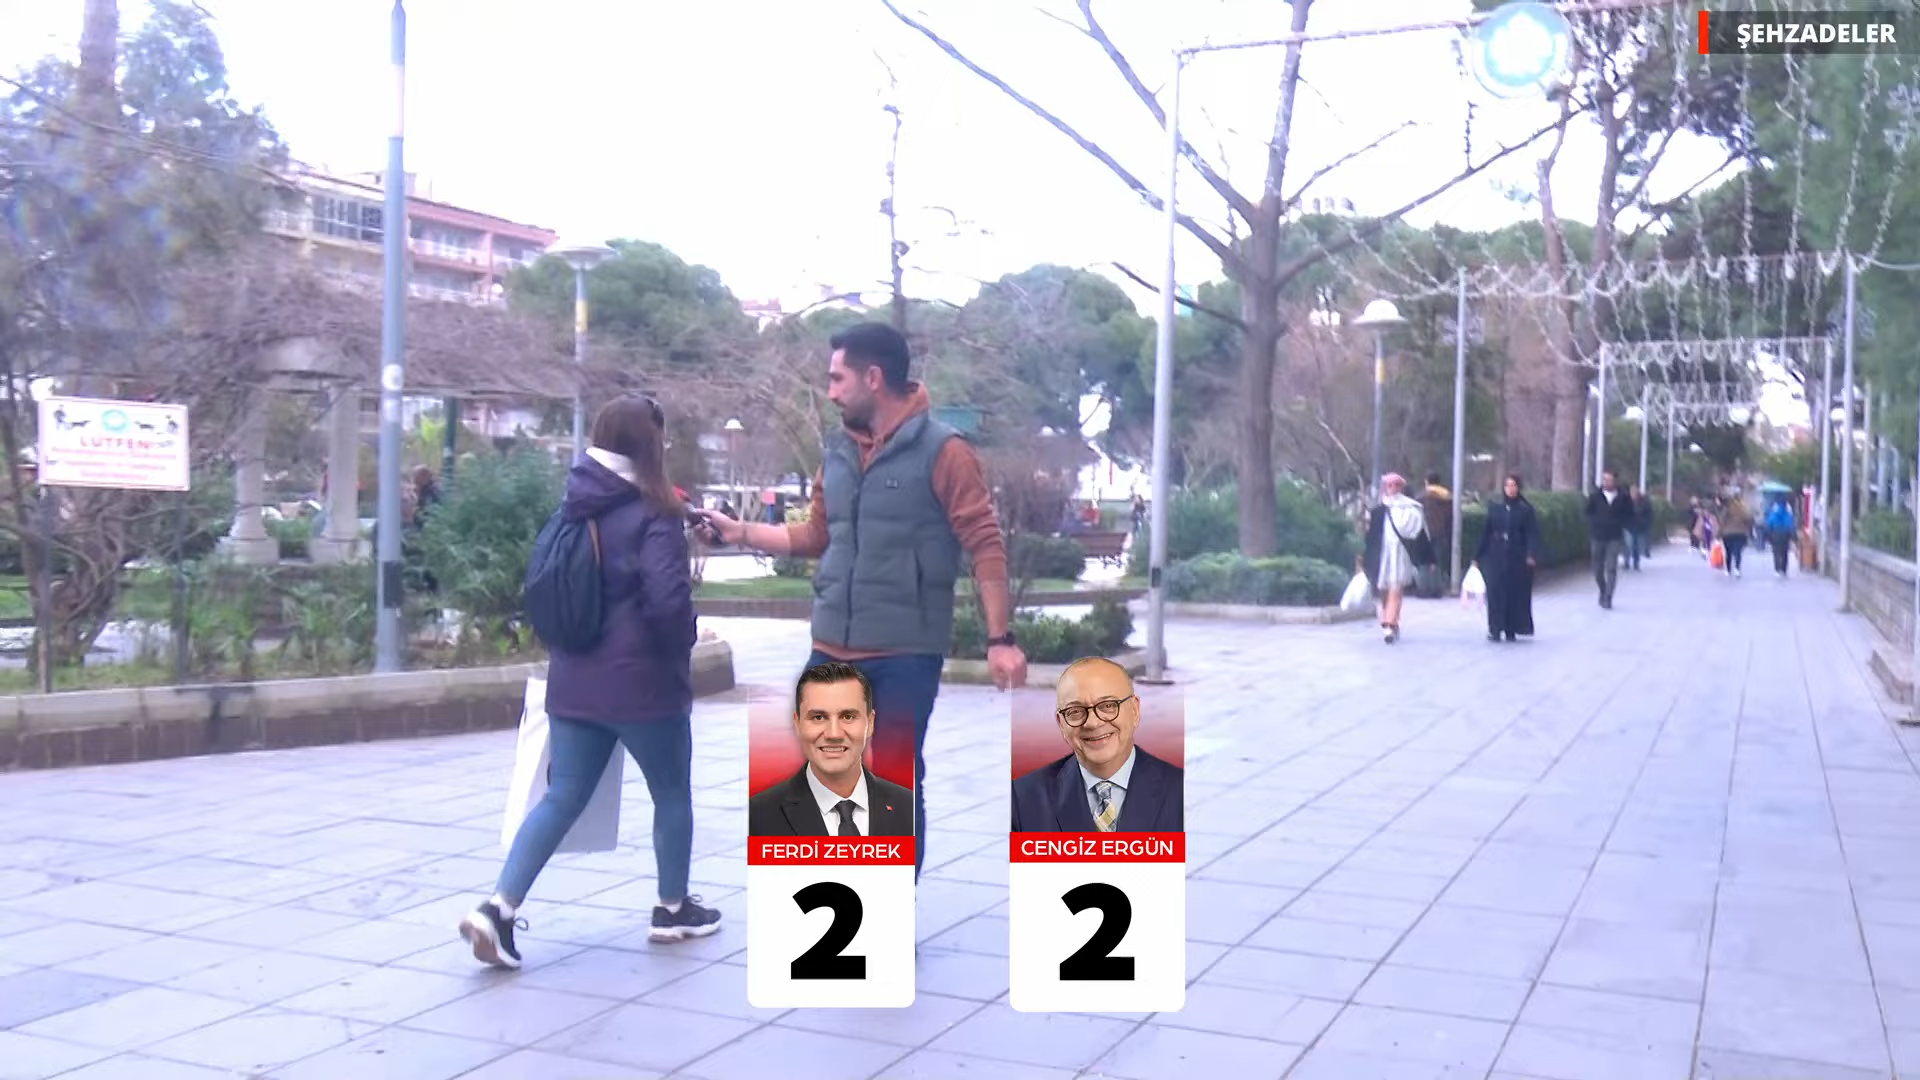 ŞEHZADELER
LÜTFEN
FERDİ ZEYREK
CENGİZ ERGÜN
2
2